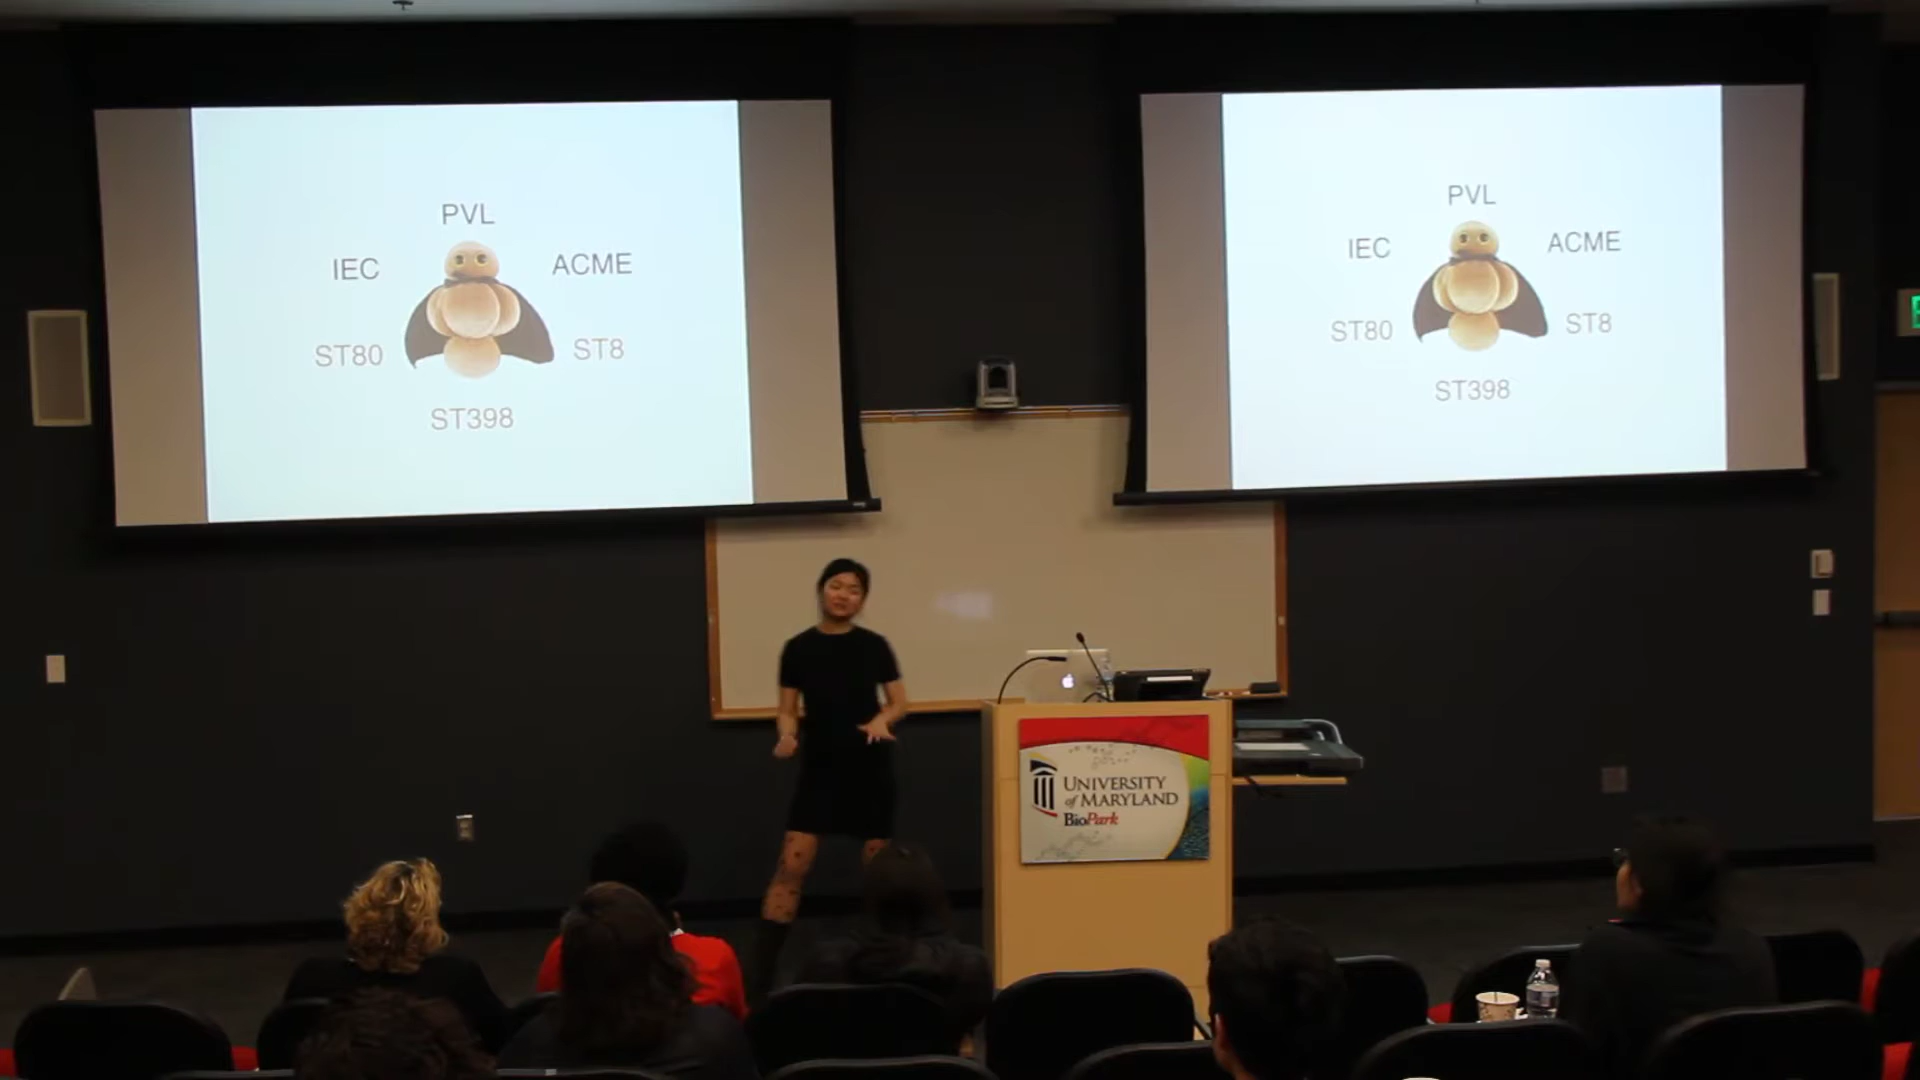 PVL
IEC
ACME
ST80
ST8
ST398
PVL
IEC
ACME
ST80
ST8
ST398
UNIVERSITY
of MARYLAND
BioPark